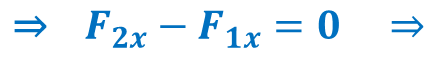 ⇒ F₂ₓ − F₁ₓ = 0 ⇒